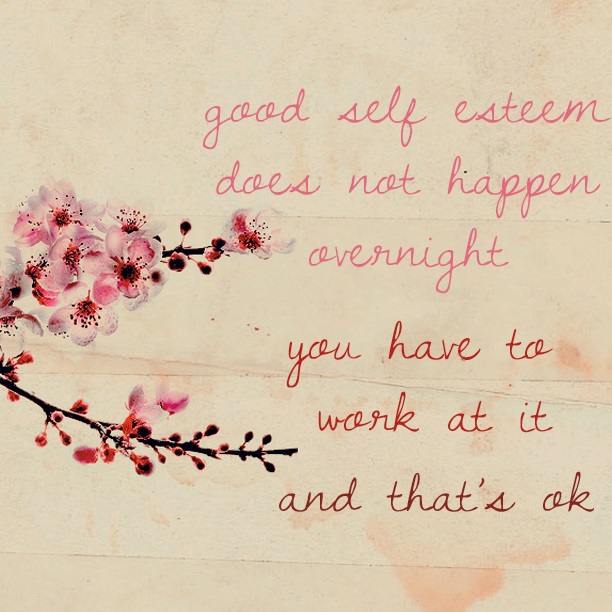 good self esteem
does not happen
overnight
you have to
work at it
and that's ok